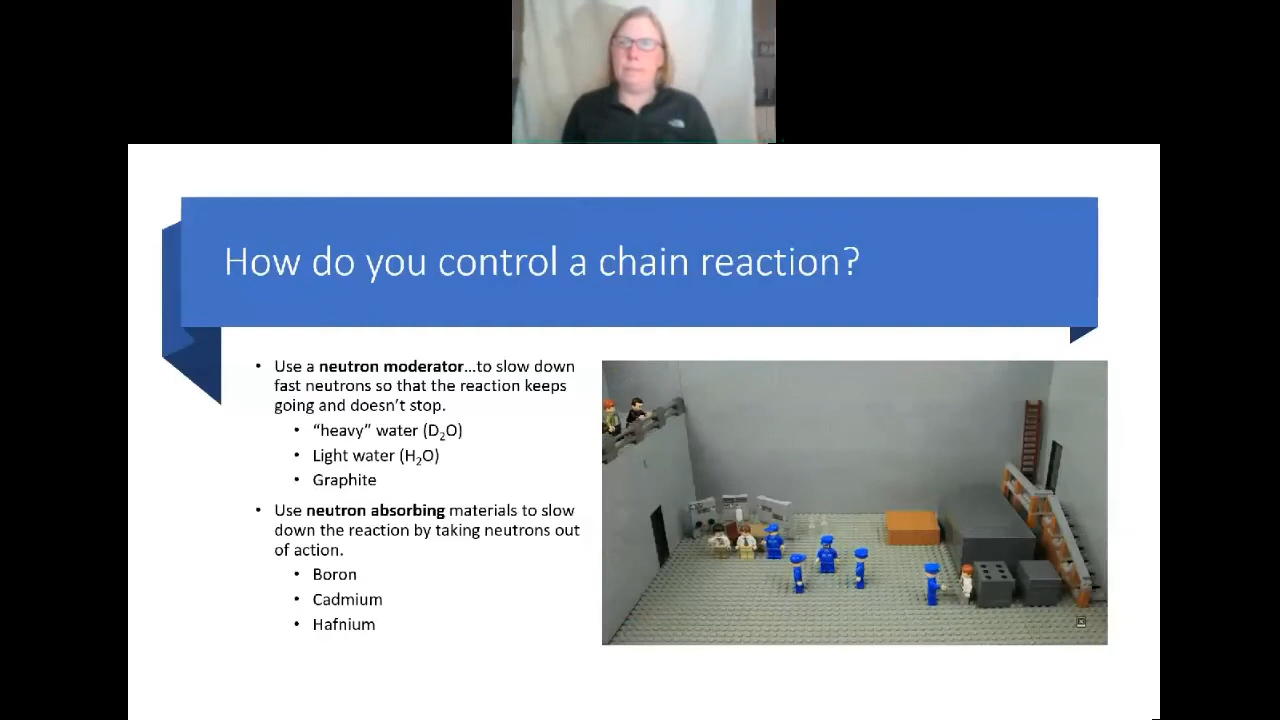 How do you control a chain reaction?
• Use a neutron moderator...to slow down
fast neutrons so that the reaction keeps
going and doesn't stop.
• “heavy” water (D₂O)
• Light water (H₂O)
• Graphite
• Use neutron absorbing materials to slow
down the reaction by taking neutrons out
of action.
• Boron
• Cadmium
• Hafnium